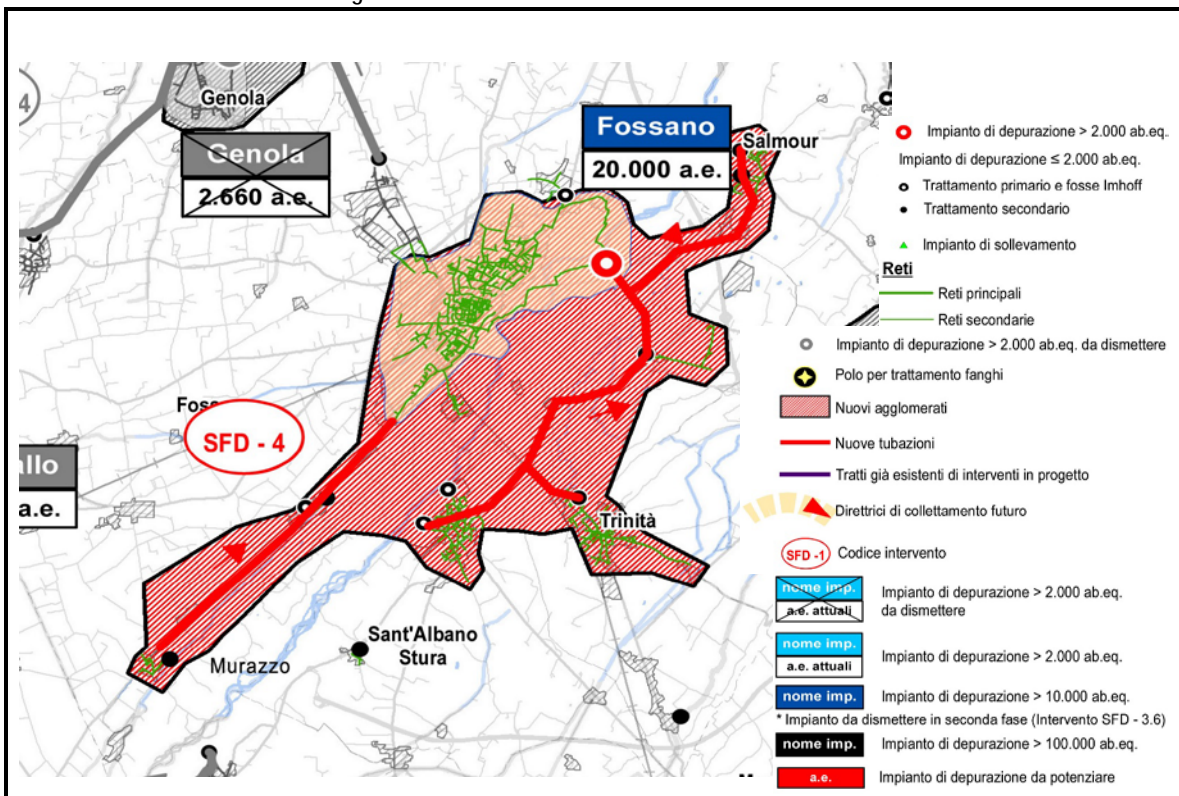 g
4
Genola
Genola
2.660 a.e.
Fossano
20.000 a.e.
Salmour
Foss
SFD - 4
allo
a.e.
Trinità
Sant'Albano
Stura
Murazzo
Impianto di depurazione > 2.000 ab.eq.
Impianto di depurazione ≤ 2.000 ab.eq.
Trattamento primario e fosse Imhoff
Trattamento secondario
Impianto di sollevamento
Reti
Reti principali
Reti secondarie
Impianto di depurazione > 2.000 ab.eq. da dismettere
Polo per trattamento fanghi
Nuovi agglomerati
Nuove tubazioni
Tratti già esistenti di interventi in progetto
Direttrici di collettamento futuro
SFD -1 Codice intervento
nome imp.
a.e. attuali
Impianto di depurazione > 2.000 ab.eq.
da dismettere
nome imp.
a.e. attuali
Impianto di depurazione > 2.000 ab.eq.
nome imp. Impianto di depurazione > 10.000 ab.eq.
* Impianto da dismettere in seconda fase (Intervento SFD - 3.6)
nome imp. Impianto di depurazione > 100.000 ab.eq.
a.e. Impianto di depurazione da potenziare